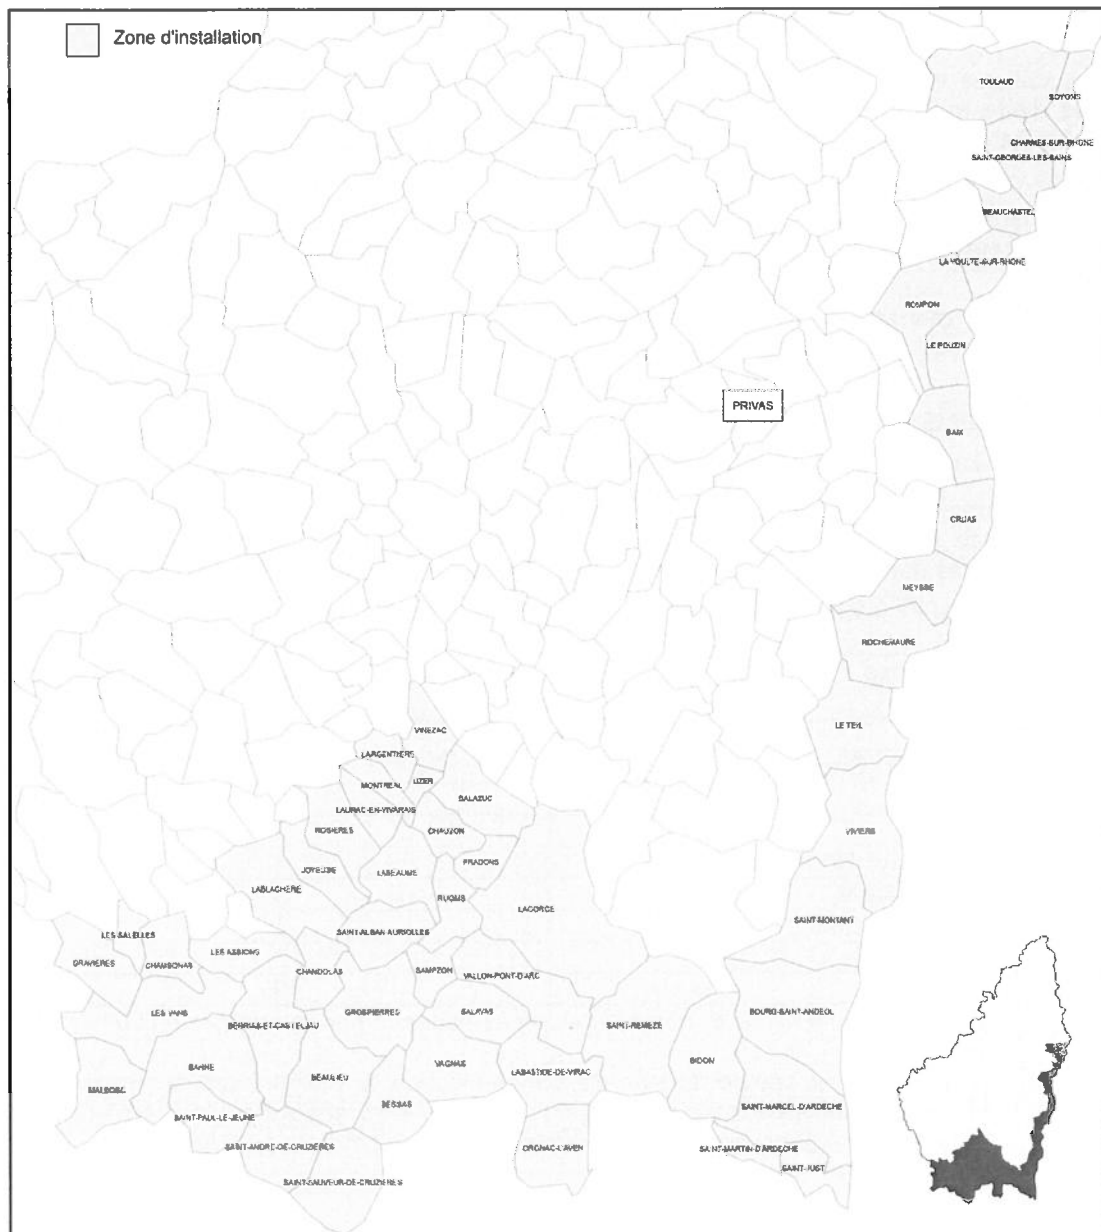 Zone d'installation
TOULAUD
SOYONS
CHARMES-SUR-RHONE
SAINT-GEORGES-LES-BAINS
BEAUCHASTEL
LA VOULTE-SUR-RHONE
ROMPON
LE POUZIN
PRIVAS
BAIX
CRUAS
MEYSSE
ROCHEMAURE
LE TEIL
VINEZAC
LARGENTIERE
UZER
MONTREAL
BALAZUC
LAURAC-EN-VIVARAIS
ROSIERES
CHAUZON
VIVIERS
PRADONS
JOYEUSE
LABEAUME
LABLACHERE
RUOMS
LAGORCE
SAINT-MONTANT
SAINT-ALBAN-AURIOLLES
LES SALELLES
LES ASSIONS
GRAVIERES
CHAMBONAS
CHANDOLAS
SAMPZON
VALLON-PONT-D'ARC
LES VANS
GROSPIERRES
SALAVAS
BOURG-SAINT-ANDEOL
BERRIAS-ET-CASTELJAU
SAINT-REMEZE
BIDON
VAGNAS
BANNE
LABASTIDE-DE-VIRAC
BEAULIEU
MALBOSC
BESSAS
SAINT-MARCEL-D'ARDECHE
SAINT-PAUL-LE-JEUNE
SAINT-ANDRE-DE-CRUZIERES
ORGNAC-L'AVEN
SAINT-MARTIN-D'ARDECHE
SAINT-JUST
SAINT-SAUVEUR-DE-CRUZIERES